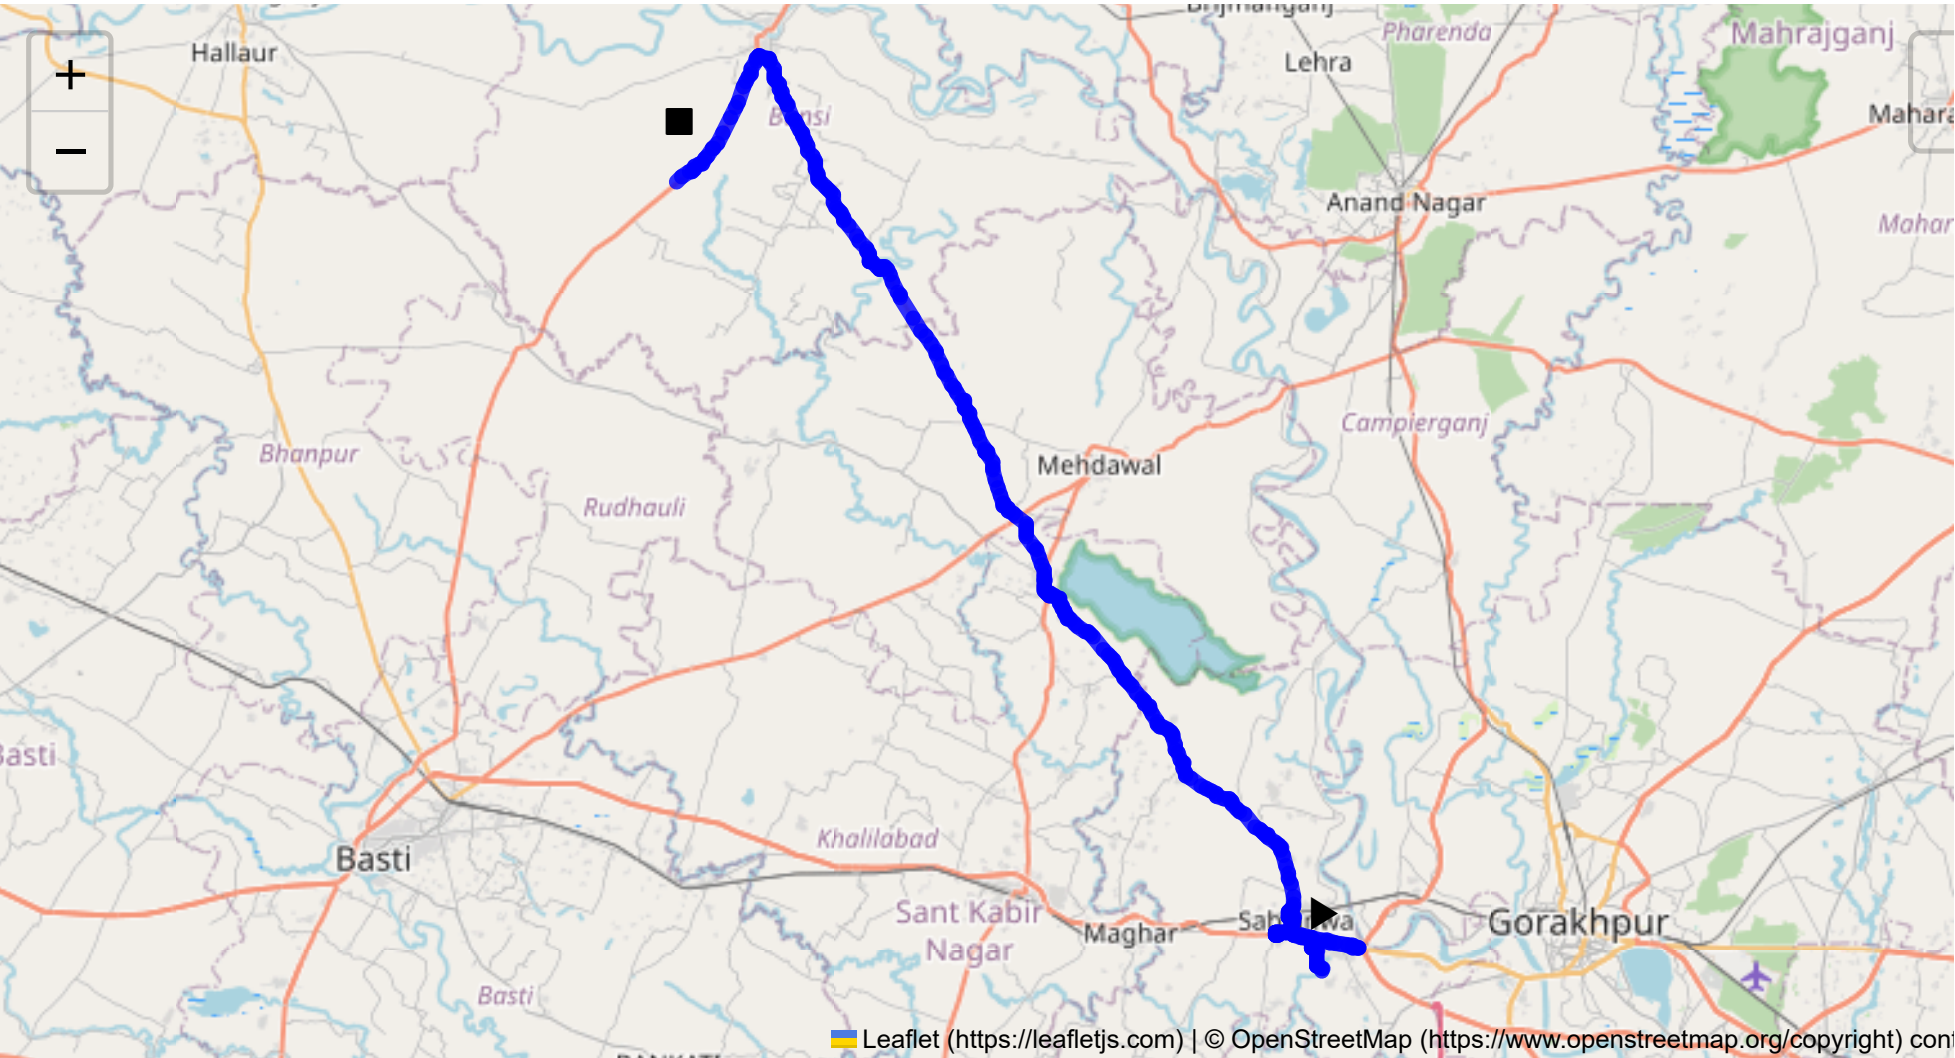 Brijmanganj
Hallaur
Pharenda
Mahrajganj
Lehra
+
Mahara
−
Anand Nagar
Mahar
Campierganj
Bhanpur
Mehdawal
Rudhauli
Basti
Khalilabad
Basti
Sant Kabir
Nagar
Maghar
Gorakhpur
Basti
Leaflet (https://leafletjs.com) | © OpenStreetMap (https://www.openstreetmap.org/copyright) con